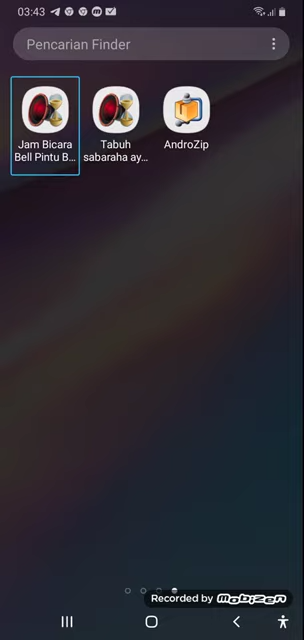 03:43
Pencarian Finder
Jam Bicara
Bell Pintu B...
Tabuh
sabaraha ay...
AndroZip
Recorded by mobizen